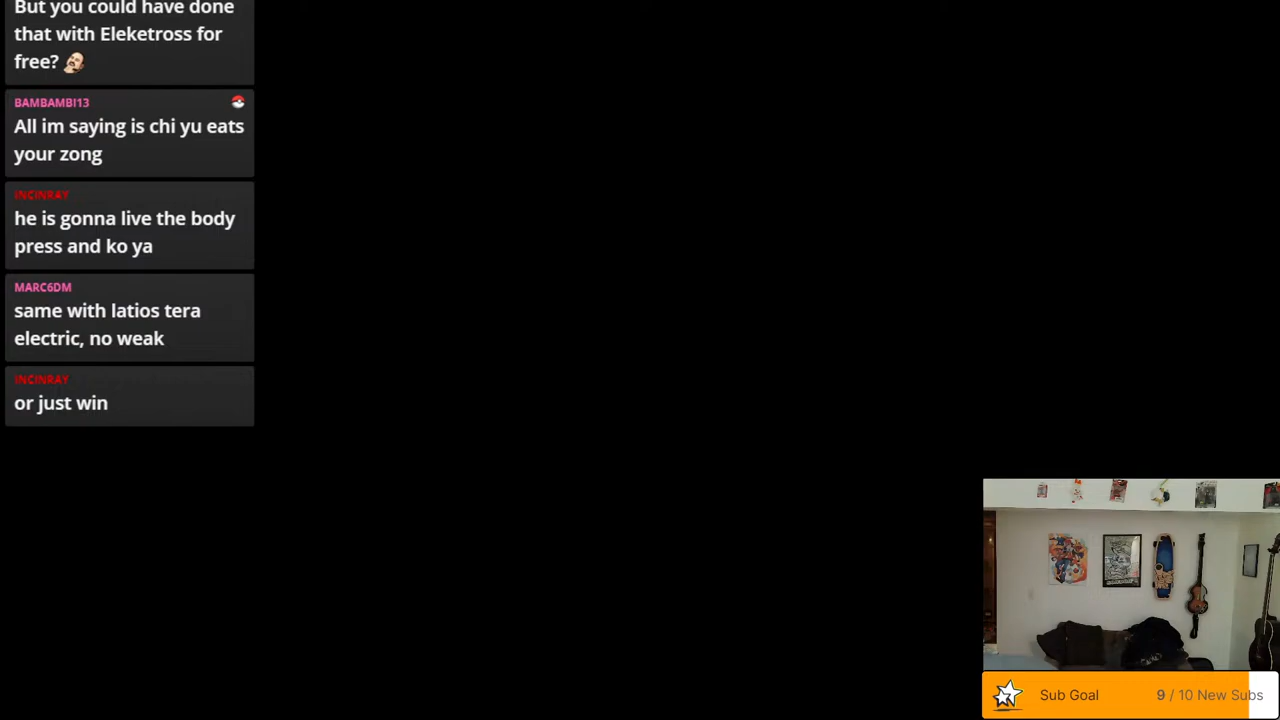 But you could have done
that with Eleketross for
free?
BAMBAMBI13
All im saying is chi yu eats
your zong
INCINRAY
he is gonna live the body
press and ko ya
MARC6DM
same with latios tera
electric, no weak
INCINRAY
or just win
Sub Goal 9 / 10 New Subs